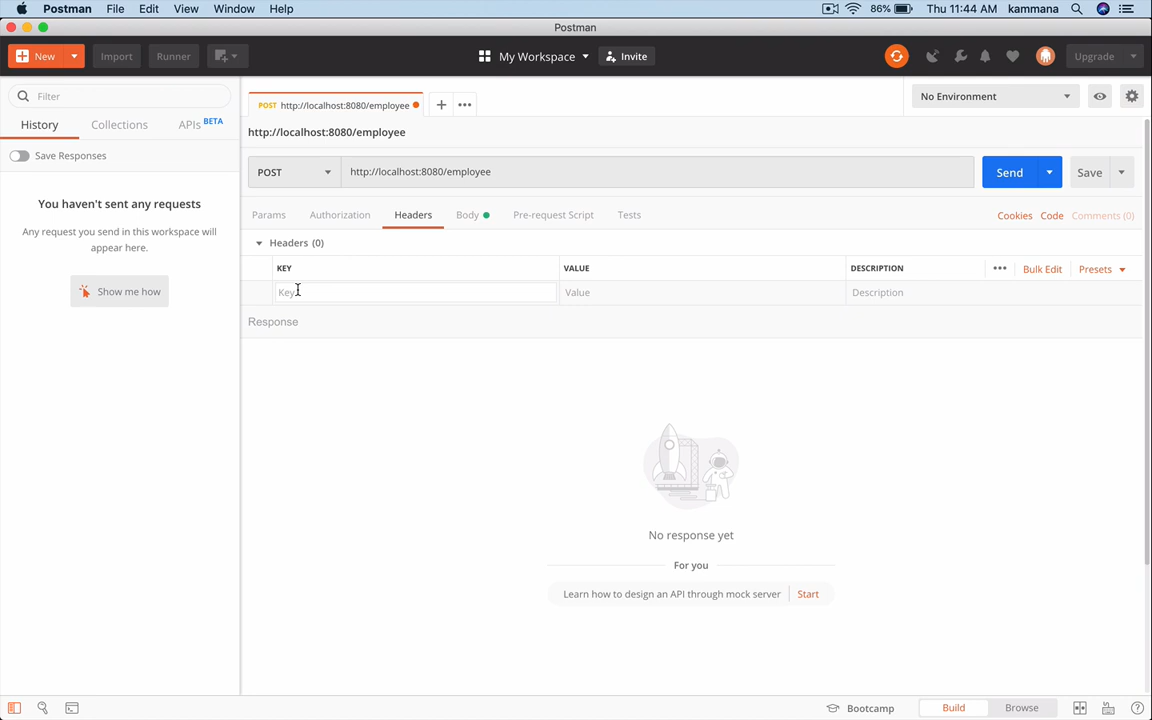 Postman File Edit View Window Help 86% Thu 11:44 AM kammana
Postman
New Import Runner My Workspace Invite Upgrade
Filter
History Collections APIs BETA
Save Responses
You haven't sent any requests
Any request you send in this workspace will
appear here.
Show me how
POST http://localhost:8080/employee
No Environment
http://localhost:8080/employee
POST http://localhost:8080/employee Send Save
Params Authorization Headers Body Pre-request Script Tests Cookies Code Comments (0)
Headers (0)
KEY VALUE DESCRIPTION Bulk Edit Presets
Key Value Description
Response
No response yet
For you
Learn how to design an API through mock server Start
Bootcamp Build Browse